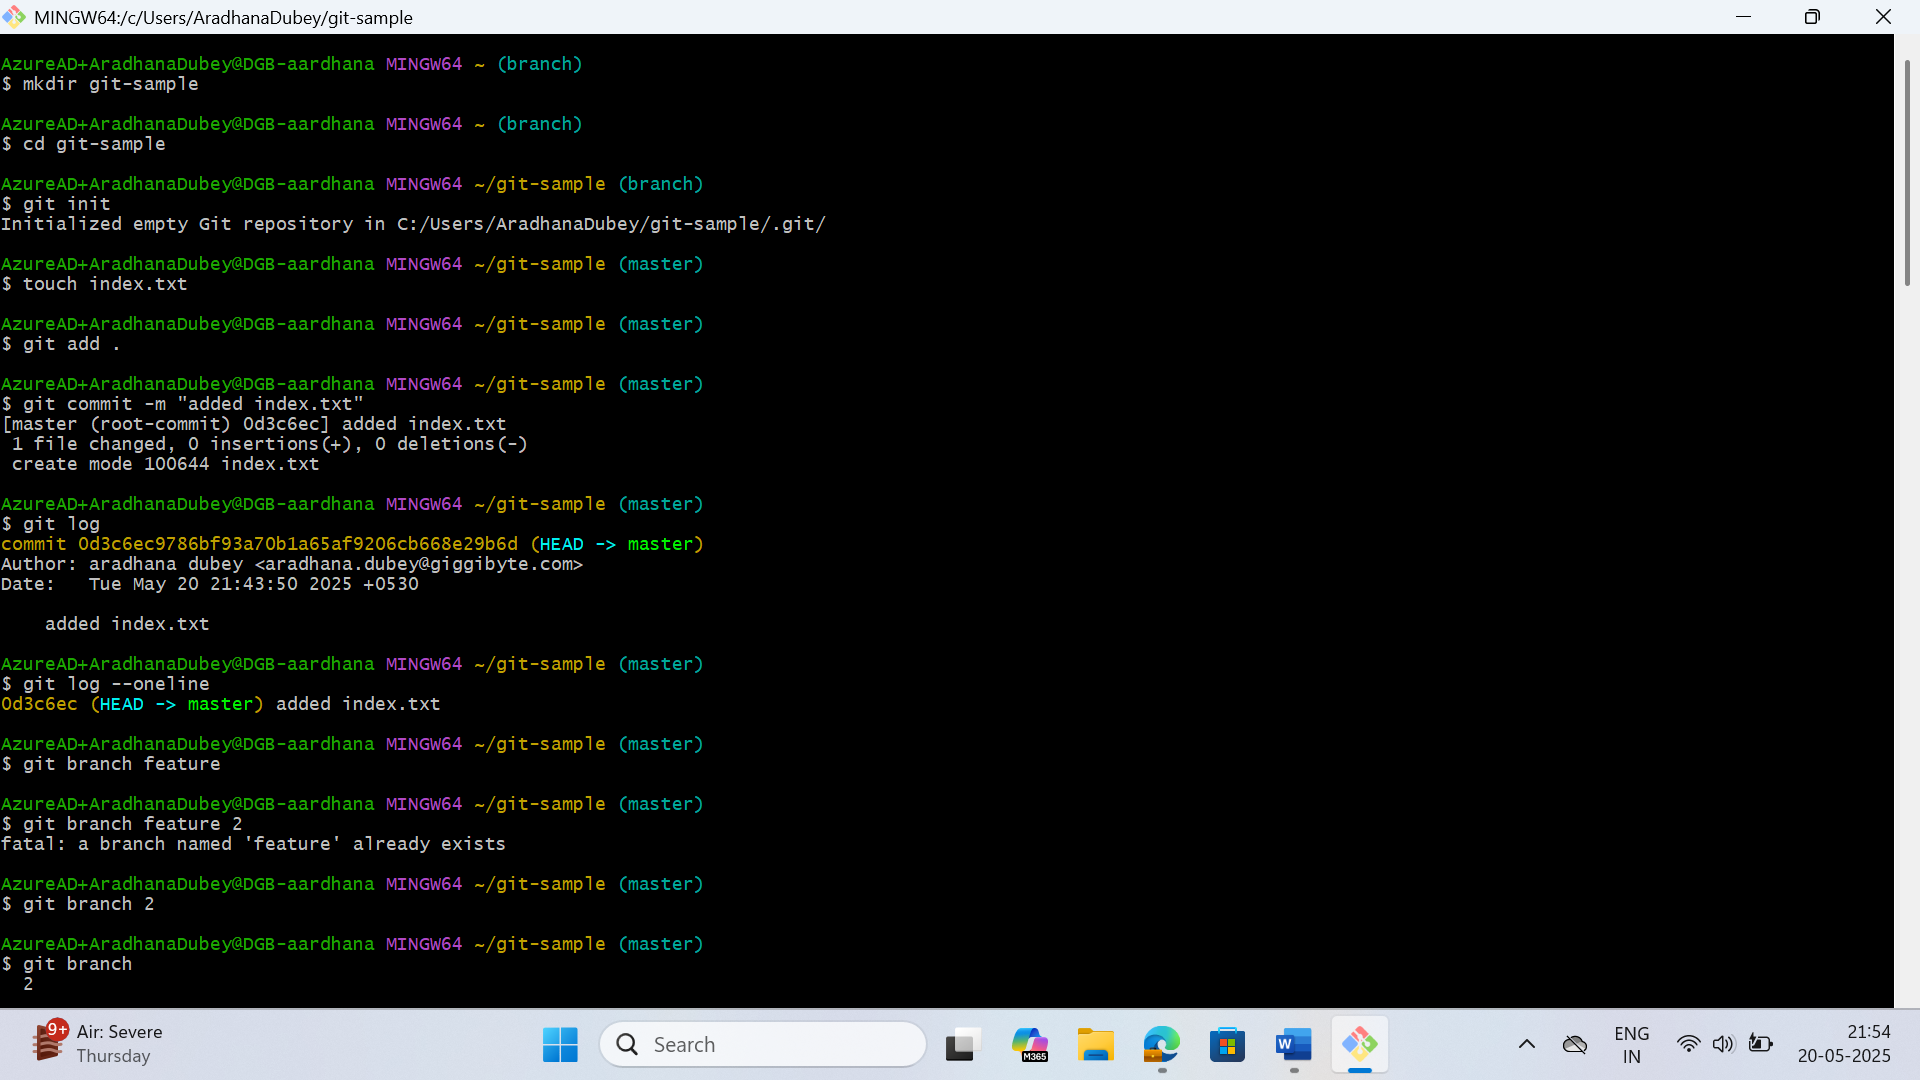 MINGW64:/c/Users/AradhanaDubey/git-sample
AzureAD+AradhanaDubey@DGB-aardhana MINGW64 ~ (branch)
$ mkdir git-sample
AzureAD+AradhanaDubey@DGB-aardhana MINGW64 ~ (branch)
$ cd git-sample
AzureAD+AradhanaDubey@DGB-aardhana MINGW64 ~/git-sample (branch)
$ git init
Initialized empty Git repository in C:/Users/AradhanaDubey/git-sample/.git/
AzureAD+AradhanaDubey@DGB-aardhana MINGW64 ~/git-sample (master)
$ touch index.txt
AzureAD+AradhanaDubey@DGB-aardhana MINGW64 ~/git-sample (master)
$ git add .
AzureAD+AradhanaDubey@DGB-aardhana MINGW64 ~/git-sample (master)
$ git commit -m "added index.txt"
[master (root-commit) 0d3c6ec] added index.txt
 1 file changed, 0 insertions(+), 0 deletions(-)
 create mode 100644 index.txt
AzureAD+AradhanaDubey@DGB-aardhana MINGW64 ~/git-sample (master)
$ git log
commit 0d3c6ec9786bf93a70b1a65af9206cb668e29b6d (HEAD -> master)
Author: aradhana dubey <aradhana.dubey@giggibyte.com>
Date:   Tue May 20 21:43:50 2025 +0530
    added index.txt
AzureAD+AradhanaDubey@DGB-aardhana MINGW64 ~/git-sample (master)
$ git log --oneline
0d3c6ec (HEAD -> master) added index.txt
AzureAD+AradhanaDubey@DGB-aardhana MINGW64 ~/git-sample (master)
$ git branch feature
AzureAD+AradhanaDubey@DGB-aardhana MINGW64 ~/git-sample (master)
$ git branch feature 2
fatal: a branch named 'feature' already exists
AzureAD+AradhanaDubey@DGB-aardhana MINGW64 ~/git-sample (master)
$ git branch 2
AzureAD+AradhanaDubey@DGB-aardhana MINGW64 ~/git-sample (master)
$ git branch
  2
9+
Air: Severe
Thursday
Search
M365
W
ENG
IN
21:54
20-05-2025